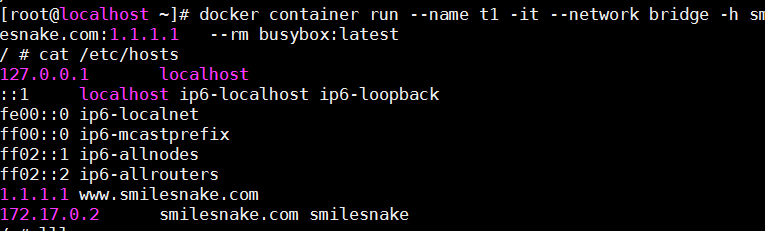 [root@localhost ~]# docker container run --name t1 -it --network bridge -h sm
esnake.com:1.1.1.1   --rm busybox:latest
/ # cat /etc/hosts
127.0.0.1       localhost
::1     localhost ip6-localhost ip6-loopback
fe00::0 ip6-localnet
ff00::0 ip6-mcastprefix
ff02::1 ip6-allnodes
ff02::2 ip6-allrouters
1.1.1.1 www.smilesnake.com
172.17.0.2      smilesnake.com smilesnake